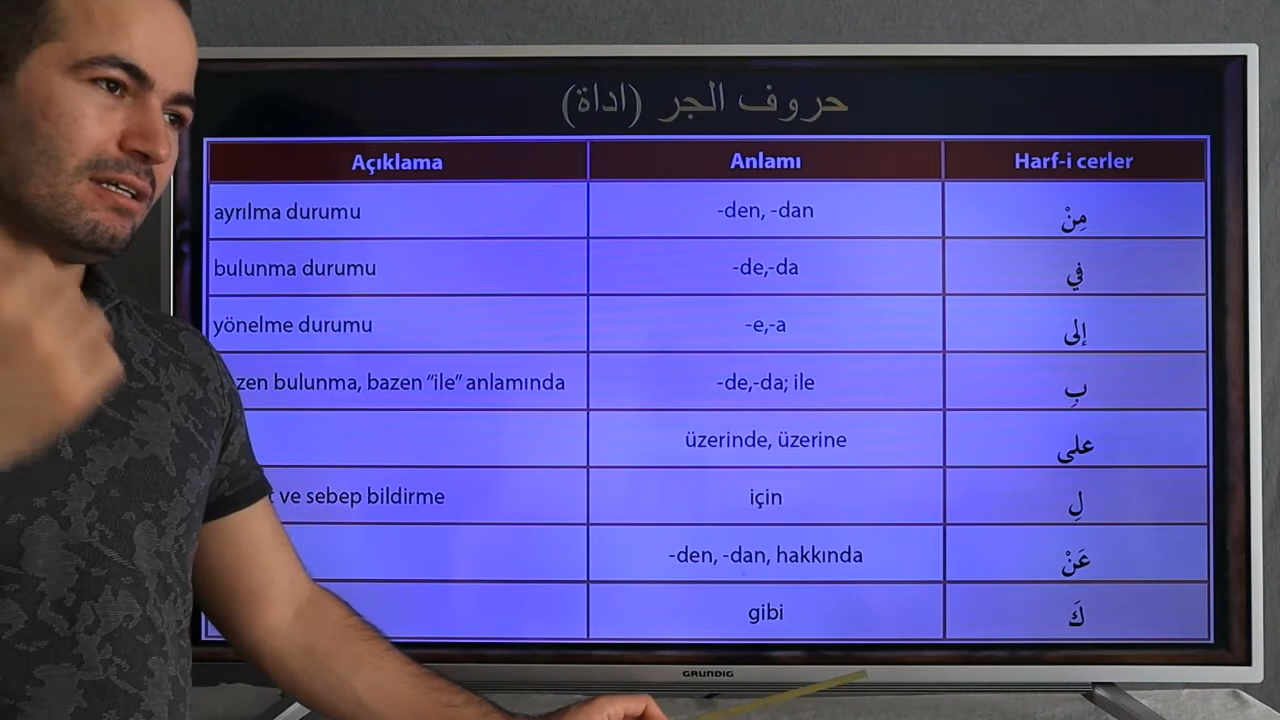 حروف الجر (اداة)
Açıklama Anlamı Harf-i cerler
ayrılma durumu -den, -dan مِنْ
bulunma durumu -de,-da في
yönelme durumu -e,-a إلى
bulunma, bazen “ile” anlamında -de,-da; ile بِ
üzerinde, üzerine على
ve sebep bildirme için لِ
-den, -dan, hakkında عَنْ
gibi كَ
GRUNDIG